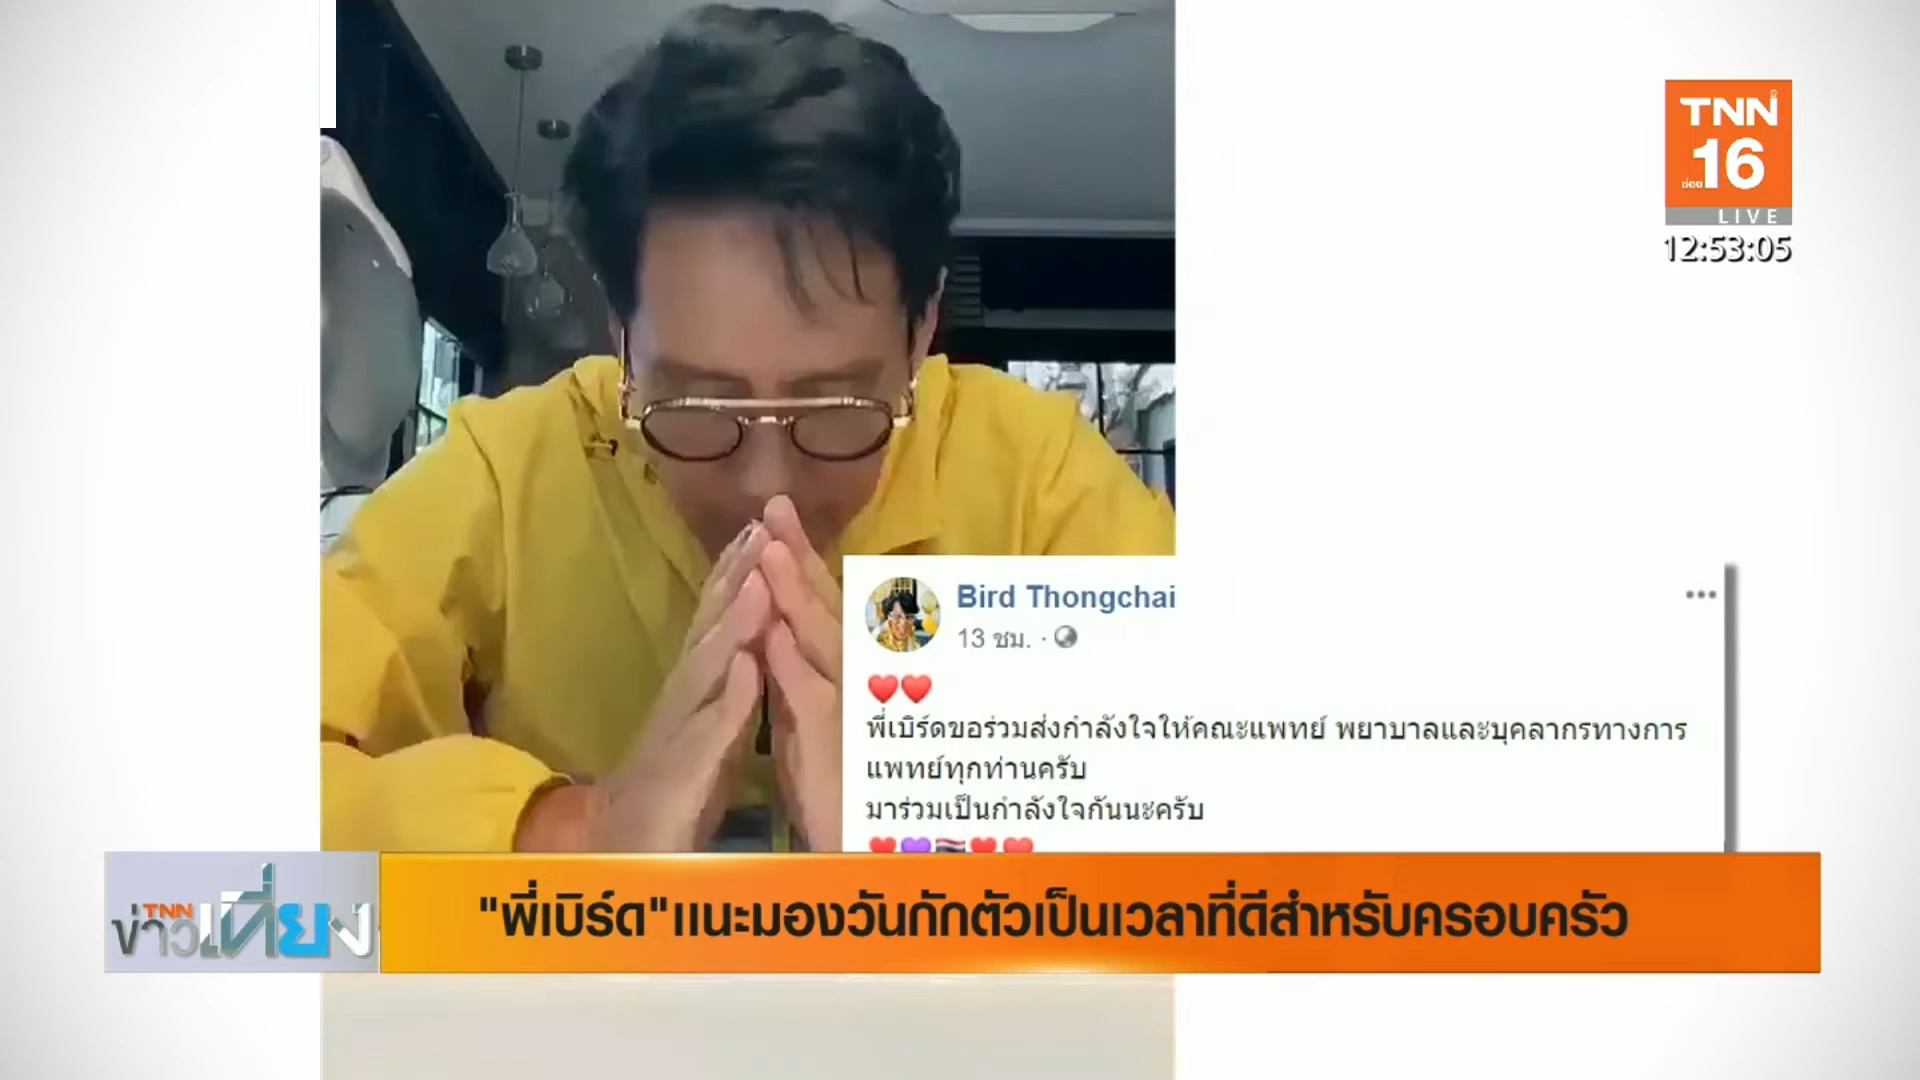 TNN
ช่อง 16
LIVE
12:53:05
Bird Thongchai
13 ชม. ·
พี่เบิร์ดขอร่วมส่งกำลังใจให้คณะแพทย์ พยาบาลและบุคลากรทางการ
แพทย์ทุกท่านครับ
มาร่วมเป็นกำลังใจกันนะครับ
TNN
ข่าวเที่ยง
"พี่เบิร์ด"แนะมองวันกักตัวเป็นเวลาที่ดีสำหรับครอบครัว